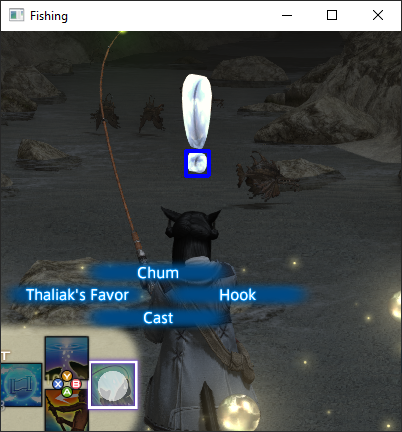 Fishing
Chum
Thaliak's Favor
Hook
Cast
T
Y
X
B
A